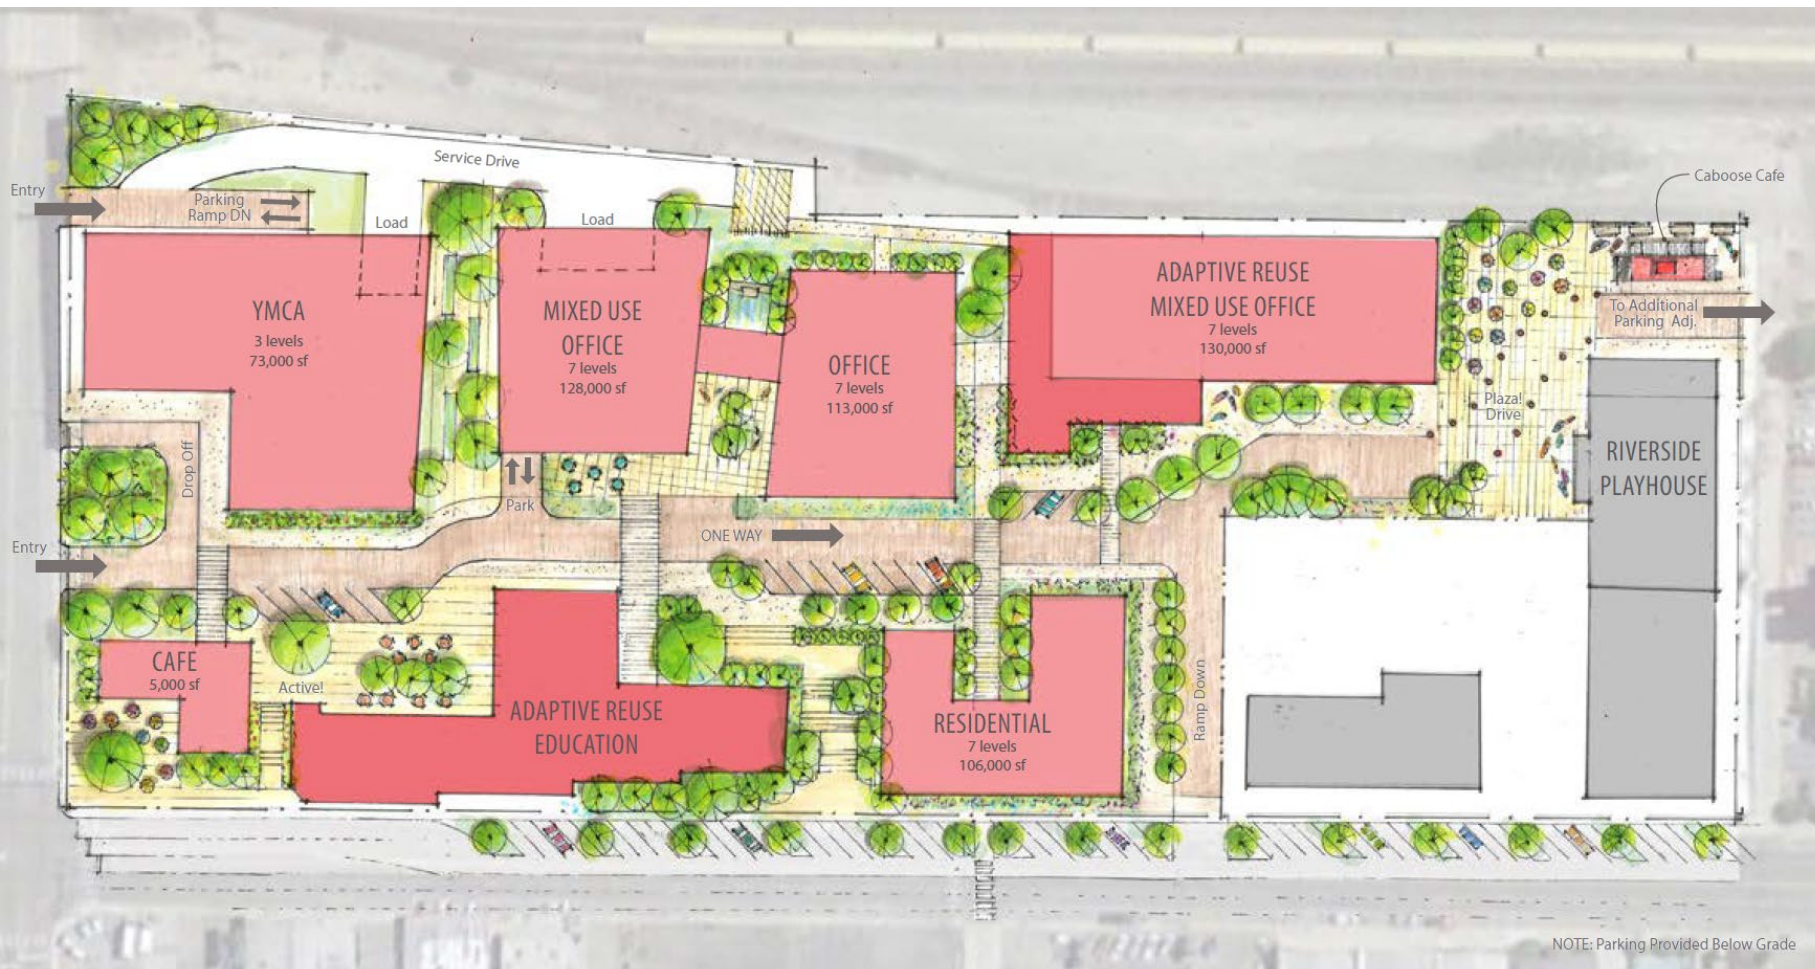 Service Drive
Entry
Parking
Ramp DN
Load
Load
Caboose Cafe
To Additional
Parking Adj.
YMCA
3 levels
73,000 sf
MIXED USE
OFFICE
7 levels
128,000 sf
OFFICE
7 levels
113,000 sf
ADAPTIVE REUSE
MIXED USE OFFICE
7 levels
130,000 sf
Plaza!
Drive
RIVERSIDE
PLAYHOUSE
Drop Off
Park
Entry
ONE WAY
CAFE
5,000 sf
Active!
ADAPTIVE REUSE
EDUCATION
RESIDENTIAL
7 levels
106,000 sf
Ramp Down
NOTE: Parking Provided Below Grade